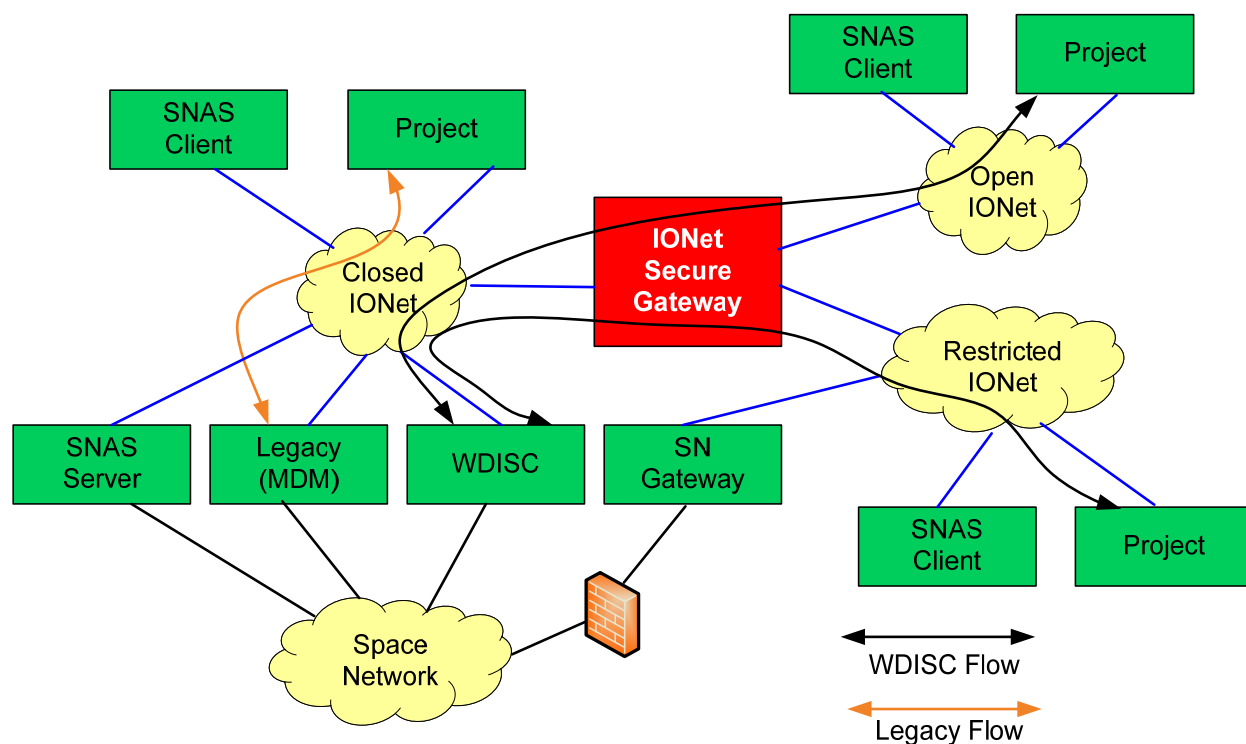 SNAS
Client
Project
SNAS
Client
Project
Open
IONet
IONet
Secure
Gateway
Closed
IONet
Restricted
IONet
SNAS
Server
Legacy
(MDM)
WDISC
SN
Gateway
SNAS
Client
Project
Space
Network
WDISC Flow
Legacy Flow